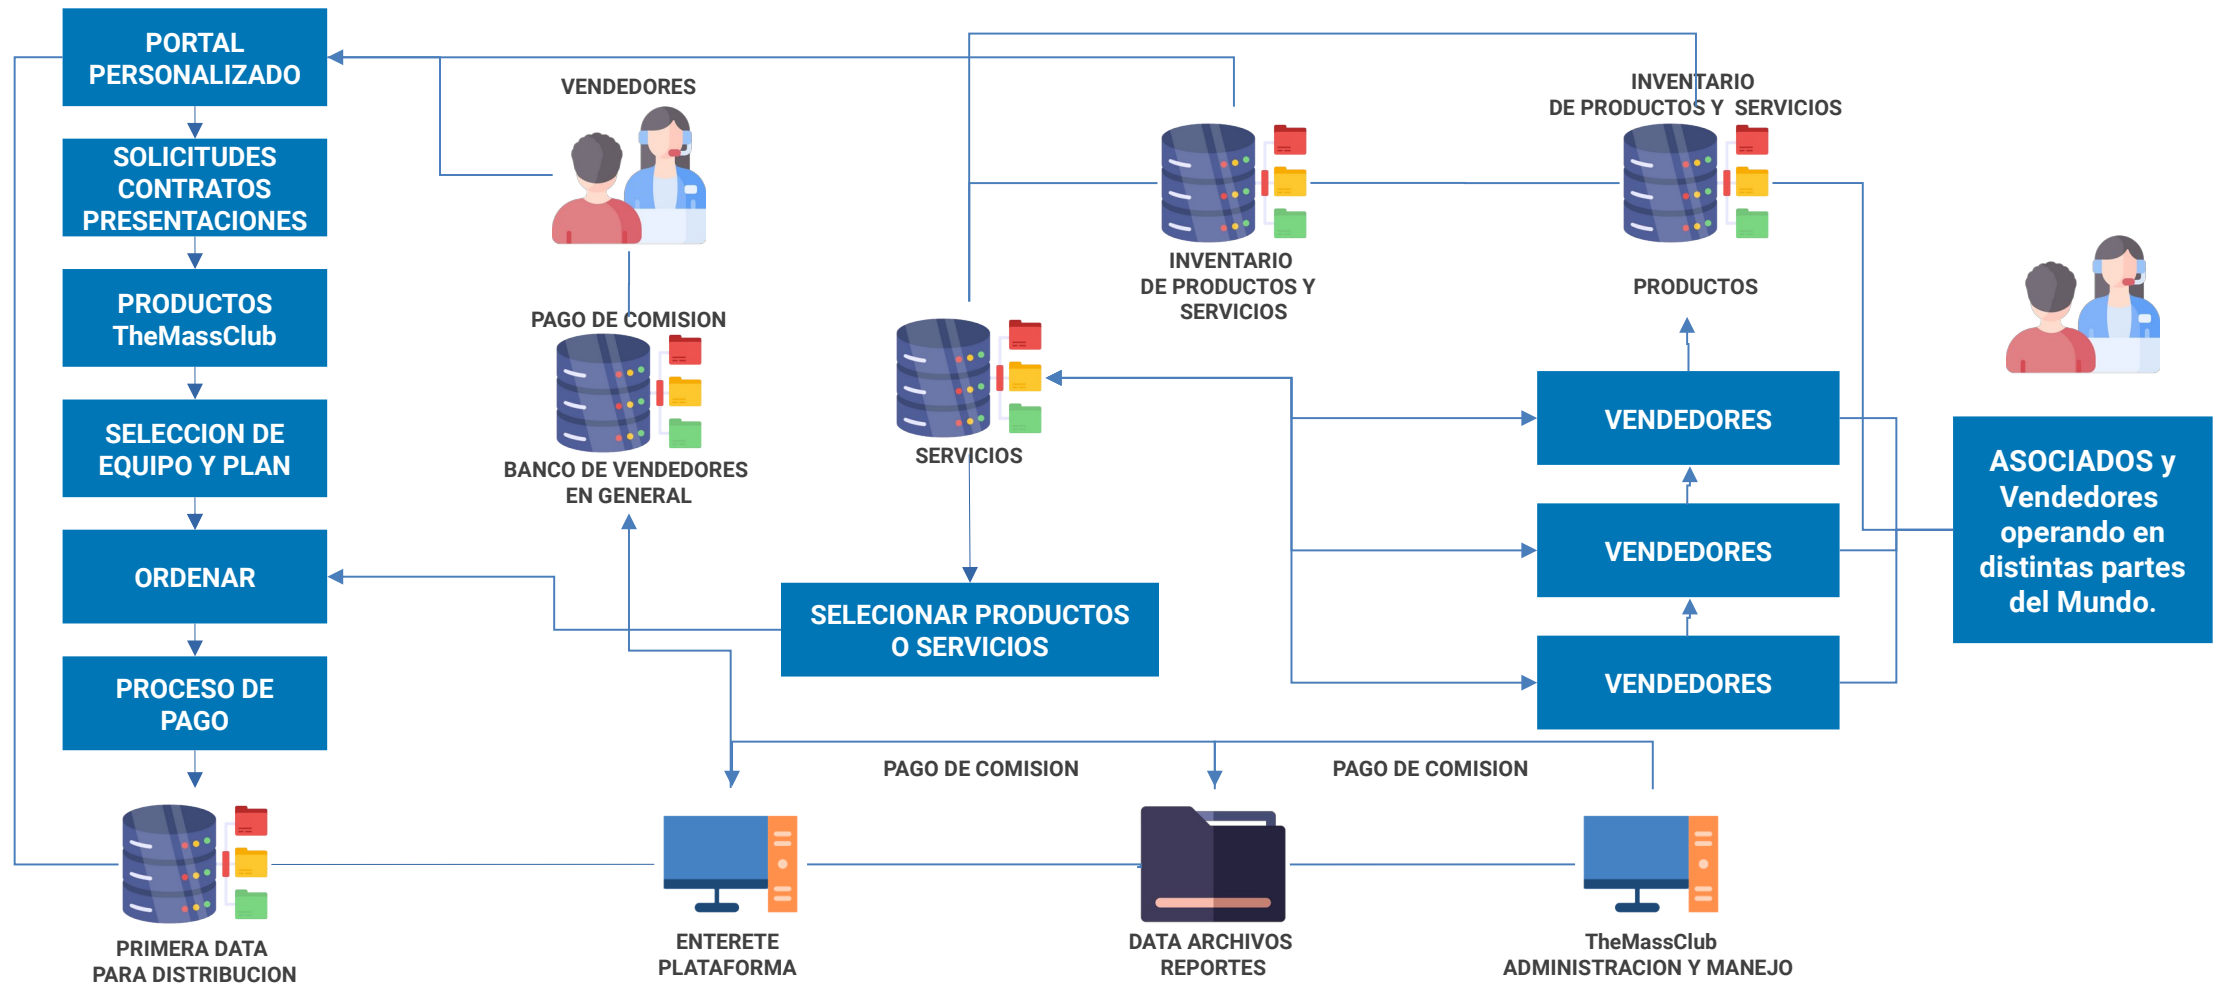 PORTAL
PERSONALIZADO
SOLICITUDES
CONTRATOS
PRESENTACIONES
PRODUCTOS
TheMassClub
SELECCION DE
EQUIPO Y PLAN
ORDENAR
PROCESO DE
PAGO
PRIMERA DATA
PARA DISTRIBUCION
VENDEDORES
PAGO DE COMISION
BANCO DE VENDEDORES
EN GENERAL
SERVICIOS
SELECIONAR PRODUCTOS
O SERVICIOS
INVENTARIO
DE PRODUCTOS Y
SERVICIOS
INVENTARIO
DE PRODUCTOS Y SERVICIOS
PRODUCTOS
VENDEDORES
VENDEDORES
VENDEDORES
ASOCIADOS y
Vendedores
operando en
distintas partes
del Mundo.
PAGO DE COMISION
PAGO DE COMISION
ENTERETE
PLATAFORMA
DATA ARCHIVOS
REPORTES
TheMassClub
ADMINISTRACION Y MANEJO